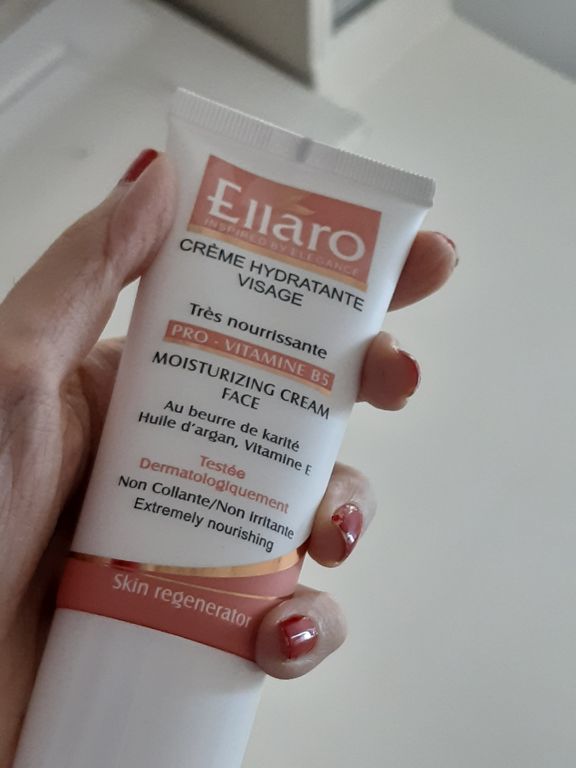 Ellaro
INSPIRED BY ELEGANCE
CRÈME HYDRATANTE
VISAGE
Très nourrissante
PRO - VITAMINE B5
MOISTURIZING CREAM
FACE
Au beurre de karité
Huile d'argan, Vitamine E
Testée
Dermatologiquement
Non Collante/Non Irritante
Extremely nourishing
Skin regenerator